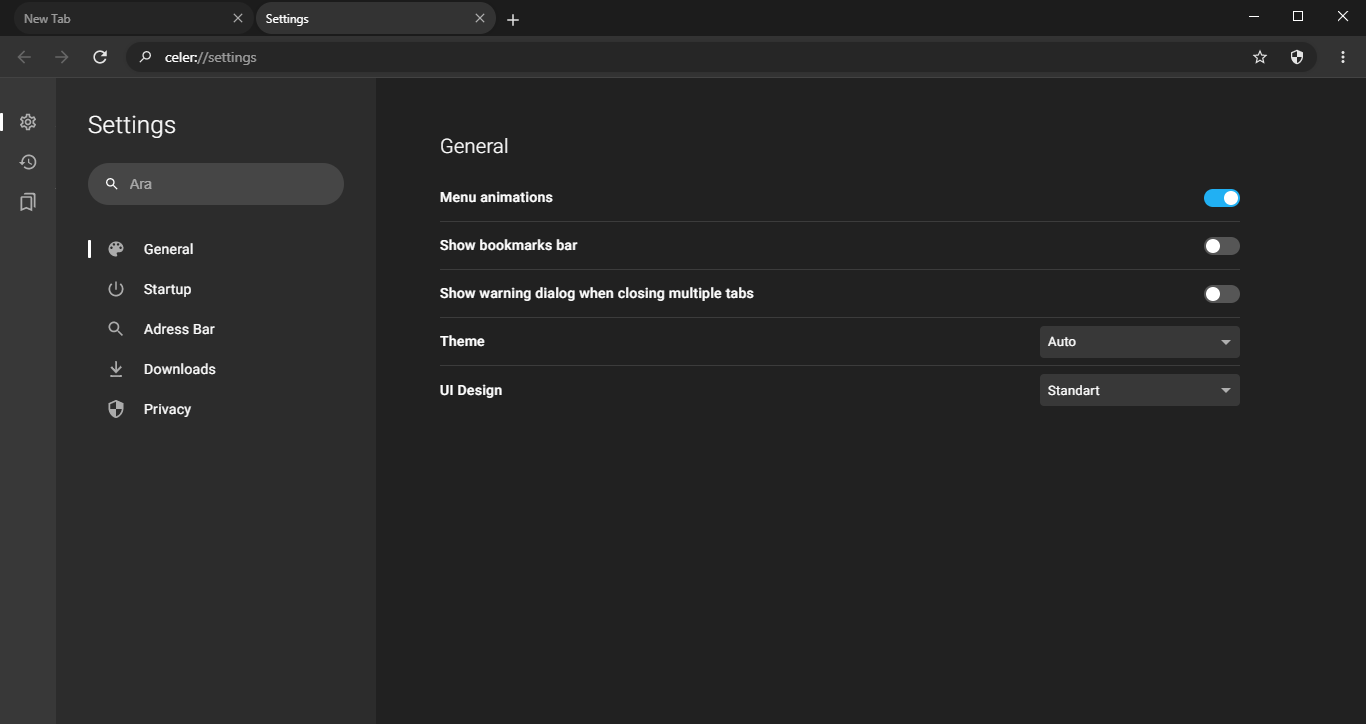 New Tab
Settings
celer://settings
Settings
Ara
General
Startup
Adress Bar
Downloads
Privacy
General
Menu animations
Show bookmarks bar
Show warning dialog when closing multiple tabs
Theme
Auto
UI Design
Standart